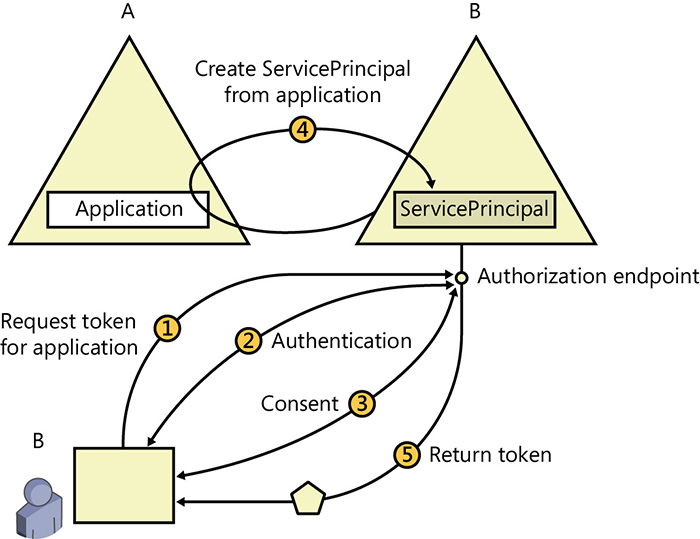 A
B
Create ServicePrincipal
from application
4
Application
ServicePrincipal
Authorization endpoint
Request token
for application
1
2
Authentication
Consent
3
B
5
Return token